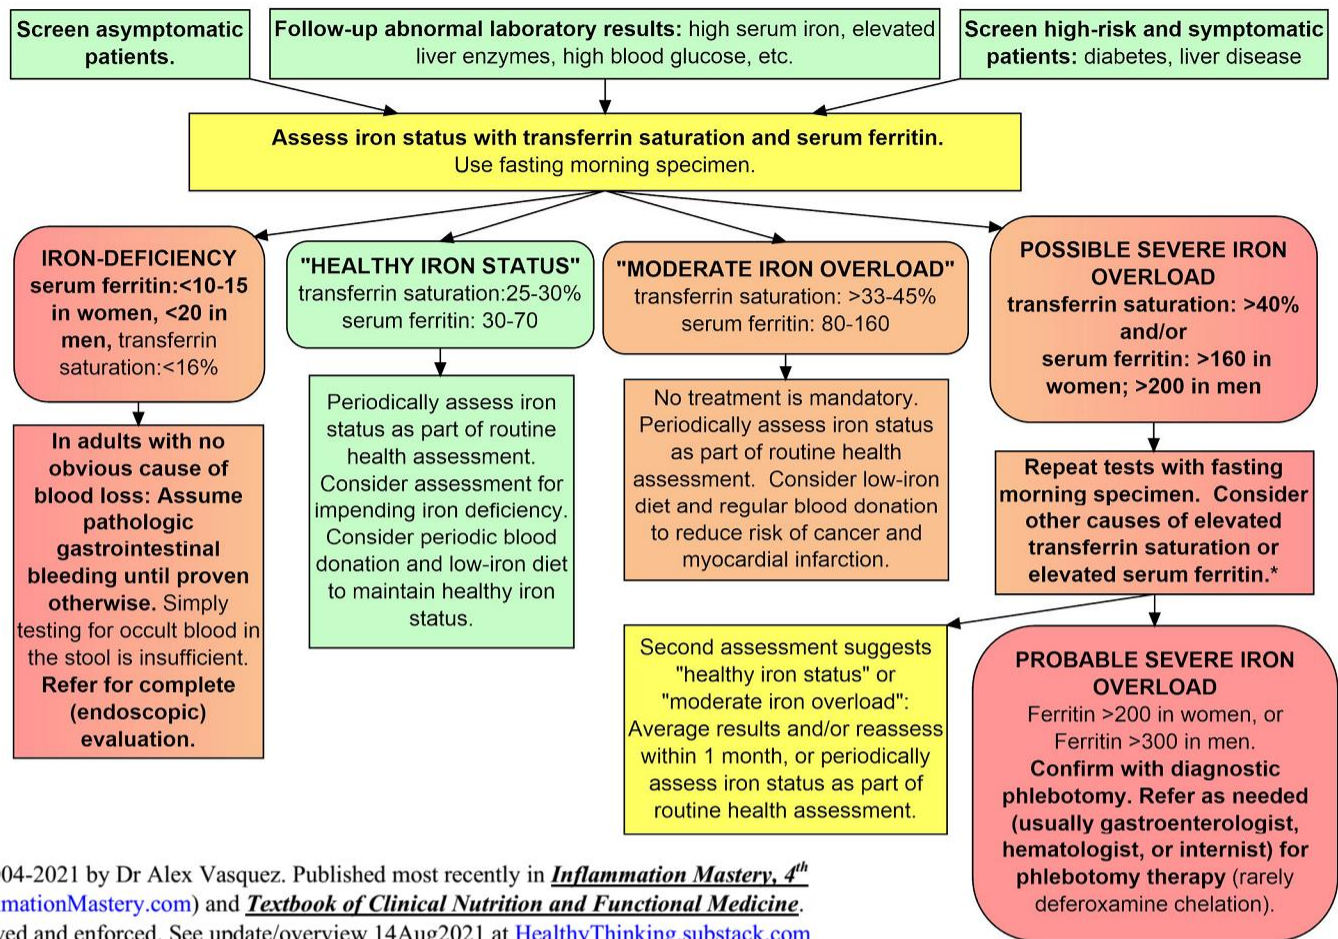 Screen asymptomatic
patients.
Follow-up abnormal laboratory results: high serum iron, elevated
liver enzymes, high blood glucose, etc.
Screen high-risk and symptomatic
patients: diabetes, liver disease
Assess iron status with transferrin saturation and serum ferritin.
Use fasting morning specimen.
IRON-DEFICIENCY
serum ferritin:<10-15
in women, <20 in
men, transferrin
saturation:<16%
"HEALTHY IRON STATUS"
transferrin saturation:25-30%
serum ferritin: 30-70
"MODERATE IRON OVERLOAD"
transferrin saturation: >33-45%
serum ferritin: 80-160
POSSIBLE SEVERE IRON
OVERLOAD
transferrin saturation: >40%
and/or
serum ferritin: >160 in
women; >200 in men
In adults with no
obvious cause of
blood loss: Assume
pathologic
gastrointestinal
bleeding until proven
otherwise. Simply
testing for occult blood in
the stool is insufficient.
Refer for complete
(endoscopic)
evaluation.
Periodically assess iron
status as part of routine
health assessment.
Consider assessment for
impending iron deficiency.
Consider periodic blood
donation and low-iron diet
to maintain healthy iron
status.
No treatment is mandatory.
Periodically assess iron status
as part of routine health
assessment. Consider low-iron
diet and regular blood donation
to reduce risk of cancer and
myocardial infarction.
Repeat tests with fasting
morning specimen. Consider
other causes of elevated
transferrin saturation or
elevated serum ferritin.*
Second assessment suggests
"healthy iron status" or
"moderate iron overload":
Average results and/or reassess
within 1 month, or periodically
assess iron status as part of
routine health assessment.
PROBABLE SEVERE IRON
OVERLOAD
Ferritin >200 in women, or
Ferritin >300 in men.
Confirm with diagnostic
phlebotomy. Refer as needed
(usually gastroenterologist,
hematologist, or internist) for
phlebotomy therapy (rarely
deferoxamine chelation).
04-2021 by Dr Alex Vasquez. Published most recently in Inflammation Mastery, 4th
mationMastery.com) and Textbook of Clinical Nutrition and Functional Medicine.
ved and enforced. See update/overview 14Aug2021 at HealthyThinking.substack.com